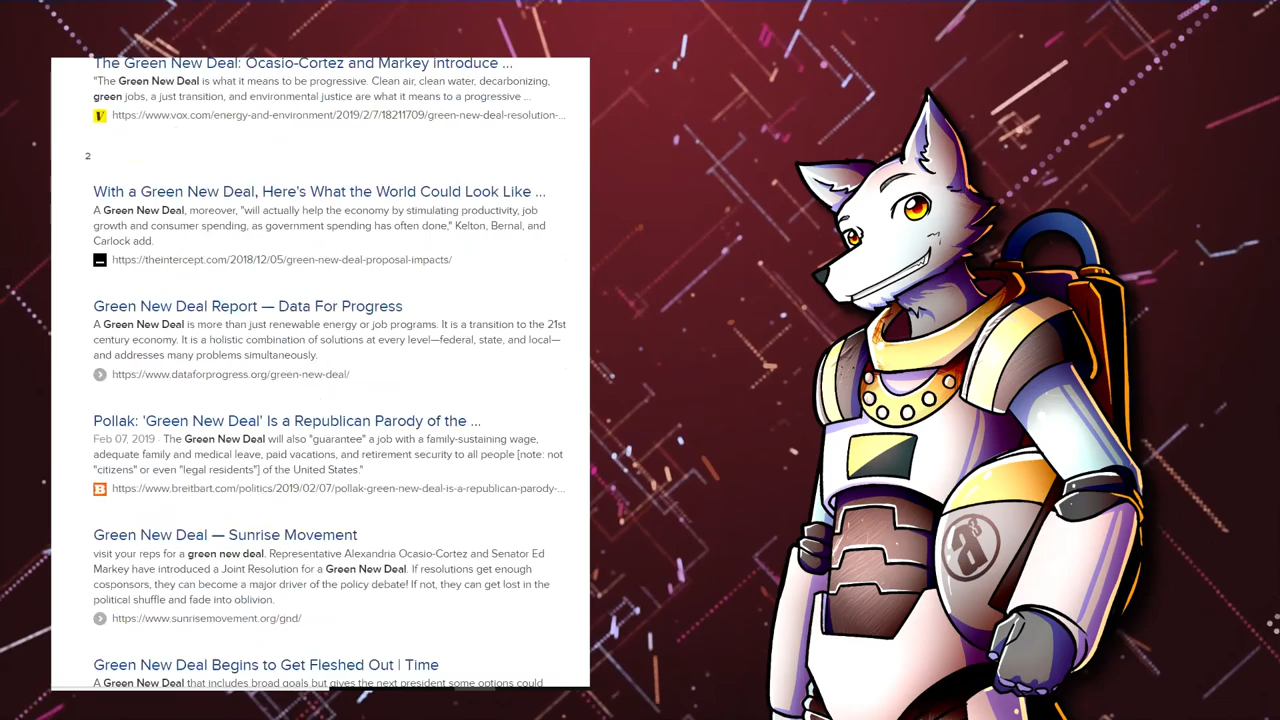 The Green New Deal: Ocasio-Cortez and Markey introduce ...
"The Green New Deal is what it means to be progressive. Clean air, clean water, decarbonizing,
green jobs, a just transition, and environmental justice are what it means to a progressive ...
V https://www.vox.com/energy-and-environment/2019/2/7/18211709/green-new-deal-resolution-...
2
With a Green New Deal, Here's What the World Could Look Like ...
A Green New Deal, moreover, "will actually help the economy by stimulating productivity, job
growth and consumer spending, as government spending has often done," Kelton, Bernal, and
Carlock add.
https://theintercept.com/2018/12/05/green-new-deal-proposal-impacts/
Green New Deal Report — Data For Progress
A Green New Deal is more than just renewable energy or job programs. It is a transition to the 21st
century economy. It is a holistic combination of solutions at every level—federal, state, and local—
and addresses many problems simultaneously.
https://www.dataforprogress.org/green-new-deal/
Pollak: 'Green New Deal' Is a Republican Parody of the ...
Feb 07, 2019 · The Green New Deal will also "guarantee" a job with a family-sustaining wage,
adequate family and medical leave, paid vacations, and retirement security to all people [note: not
"citizens" or even "legal residents"] of the United States."
B https://www.breitbart.com/politics/2019/02/07/pollak-green-new-deal-is-a-republican-parody-...
Green New Deal — Sunrise Movement
visit your reps for a green new deal. Representative Alexandria Ocasio-Cortez and Senator Ed
Markey have introduced a Joint Resolution for a Green New Deal. If resolutions get enough
cosponsors, they can become a major driver of the policy debate! If not, they can get lost in the
political shuffle and fade into oblivion.
https://www.sunrisemovement.org/gnd/
Green New Deal Begins to Get Fleshed Out | Time
A Green New Deal that includes broad goals but gives the next president some options could